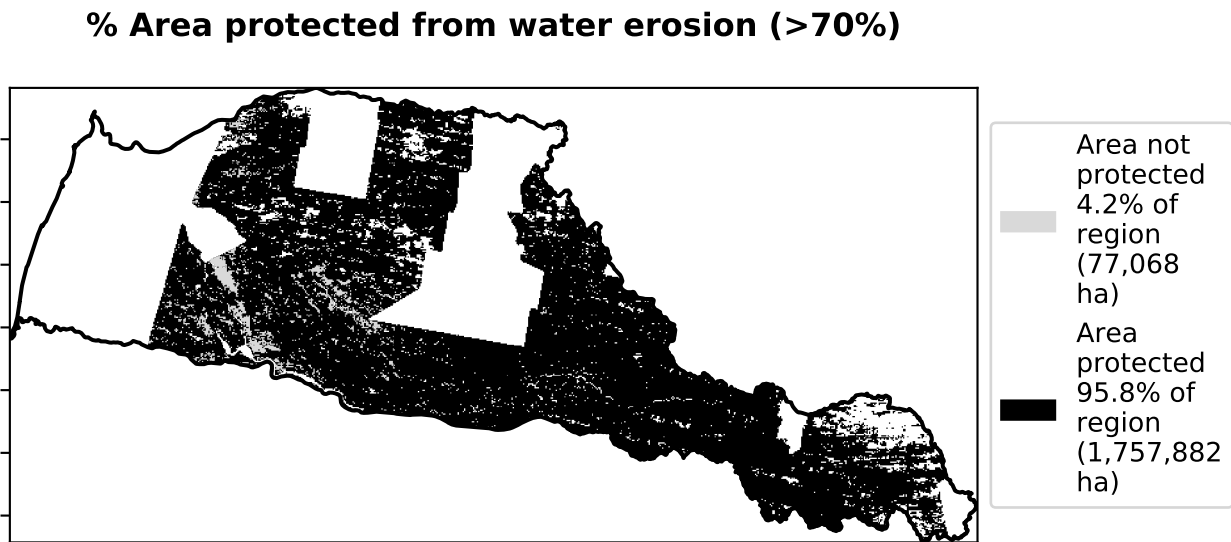 % Area protected from water erosion (>70%)
Area not
protected
4.2% of
region
(77,068
ha)
Area
protected
95.8% of
region
(1,757,882
ha)